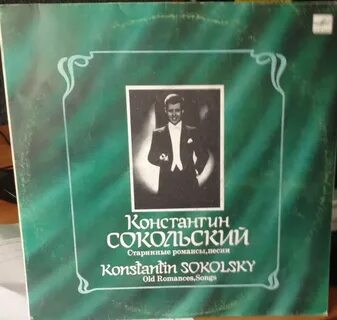 Константин
СОКОЛЬСКИЙ
Старинные романсы, песни
Konstantin SOKOLSKY
Old Romances, Songs